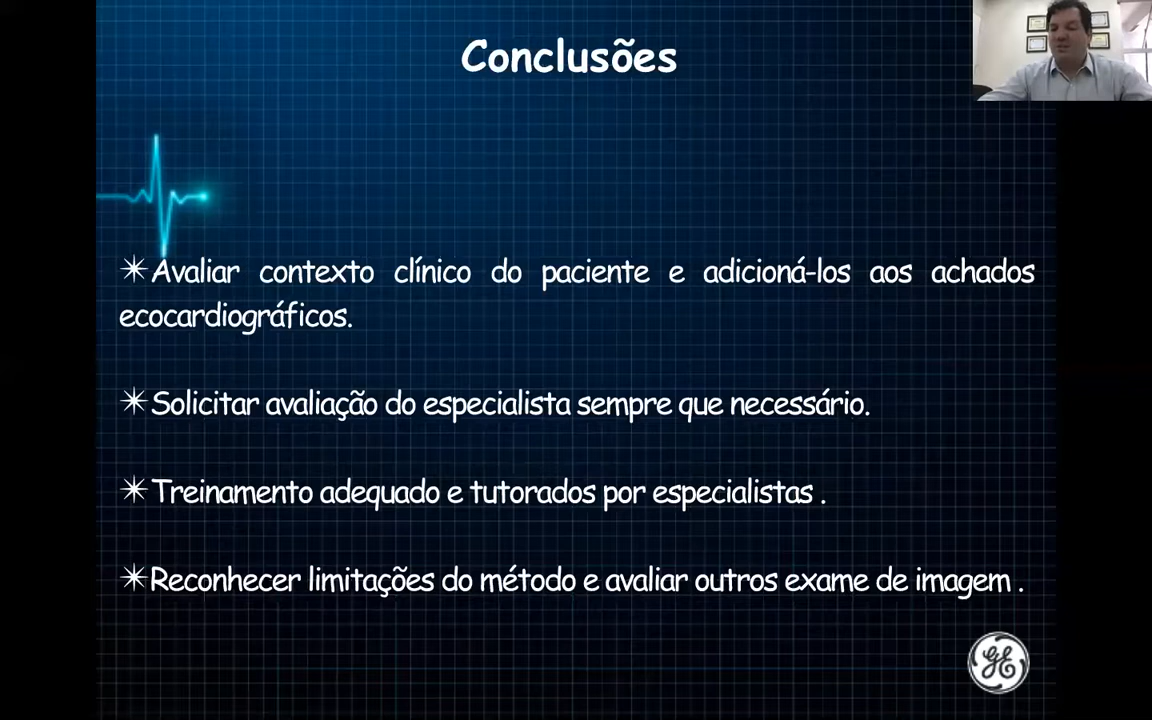 Conclusões
✴Avaliar contexto clínico do paciente e adicioná-los aos achados
ecocardiográficos.
✴Solicitar avaliação do especialista sempre que necessário.
✴Treinamento adequado e tutorados por especialistas .
✴Reconhecer limitações do método e avaliar outros exame de imagem .
GE